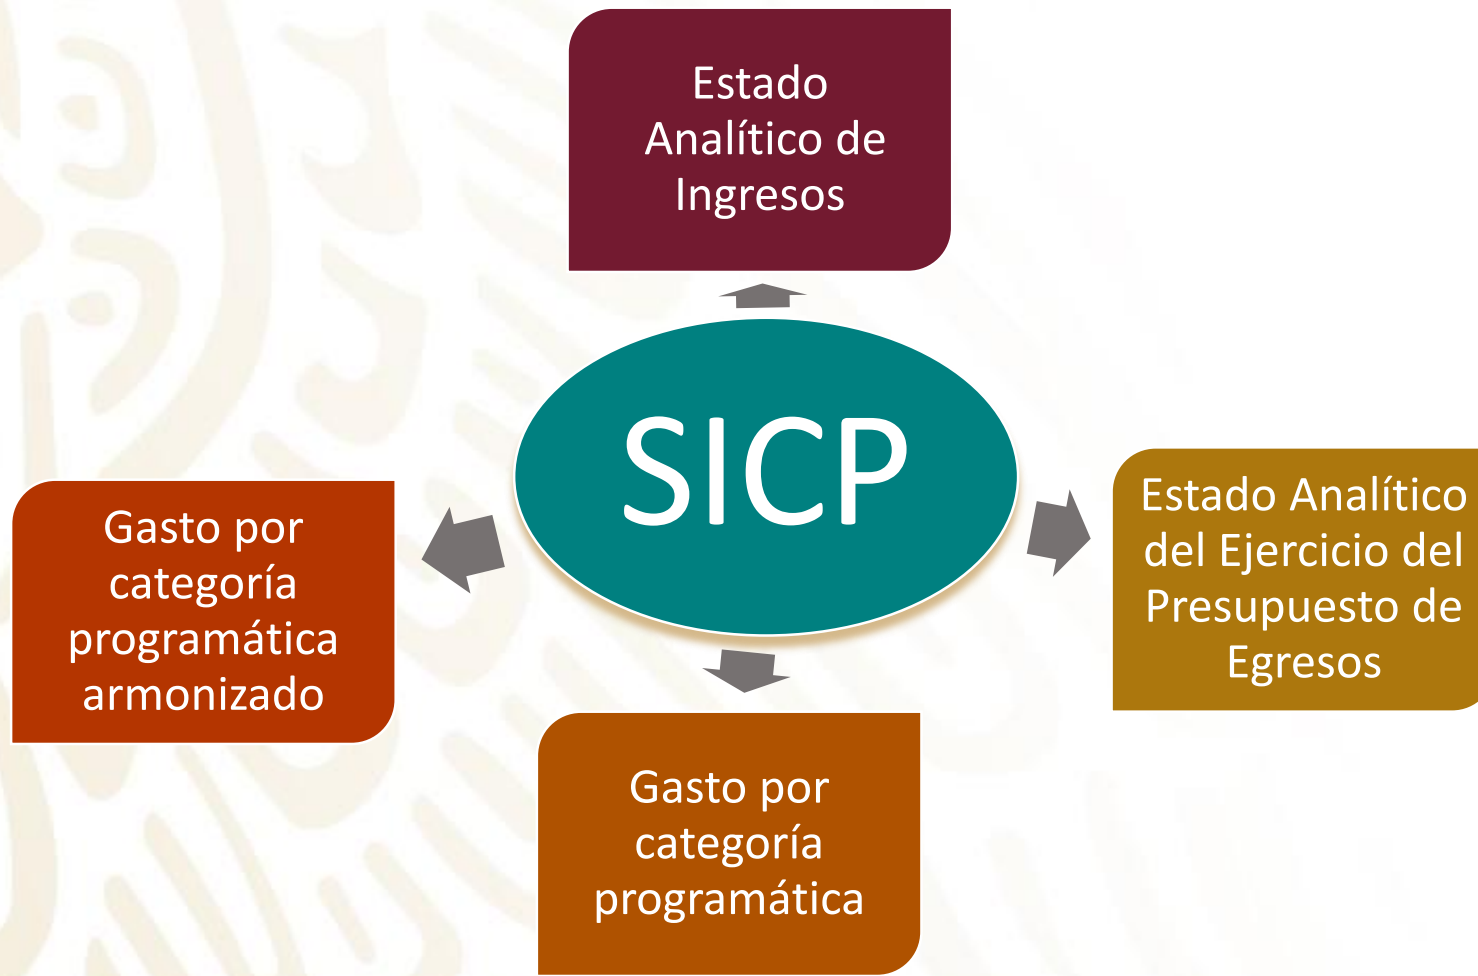 Estado
Analítico de
Ingresos
SICP
Estado Analítico
del Ejercicio del
Presupuesto de
Egresos
Gasto por
categoría
programática
armonizado
Gasto por
categoría
programática